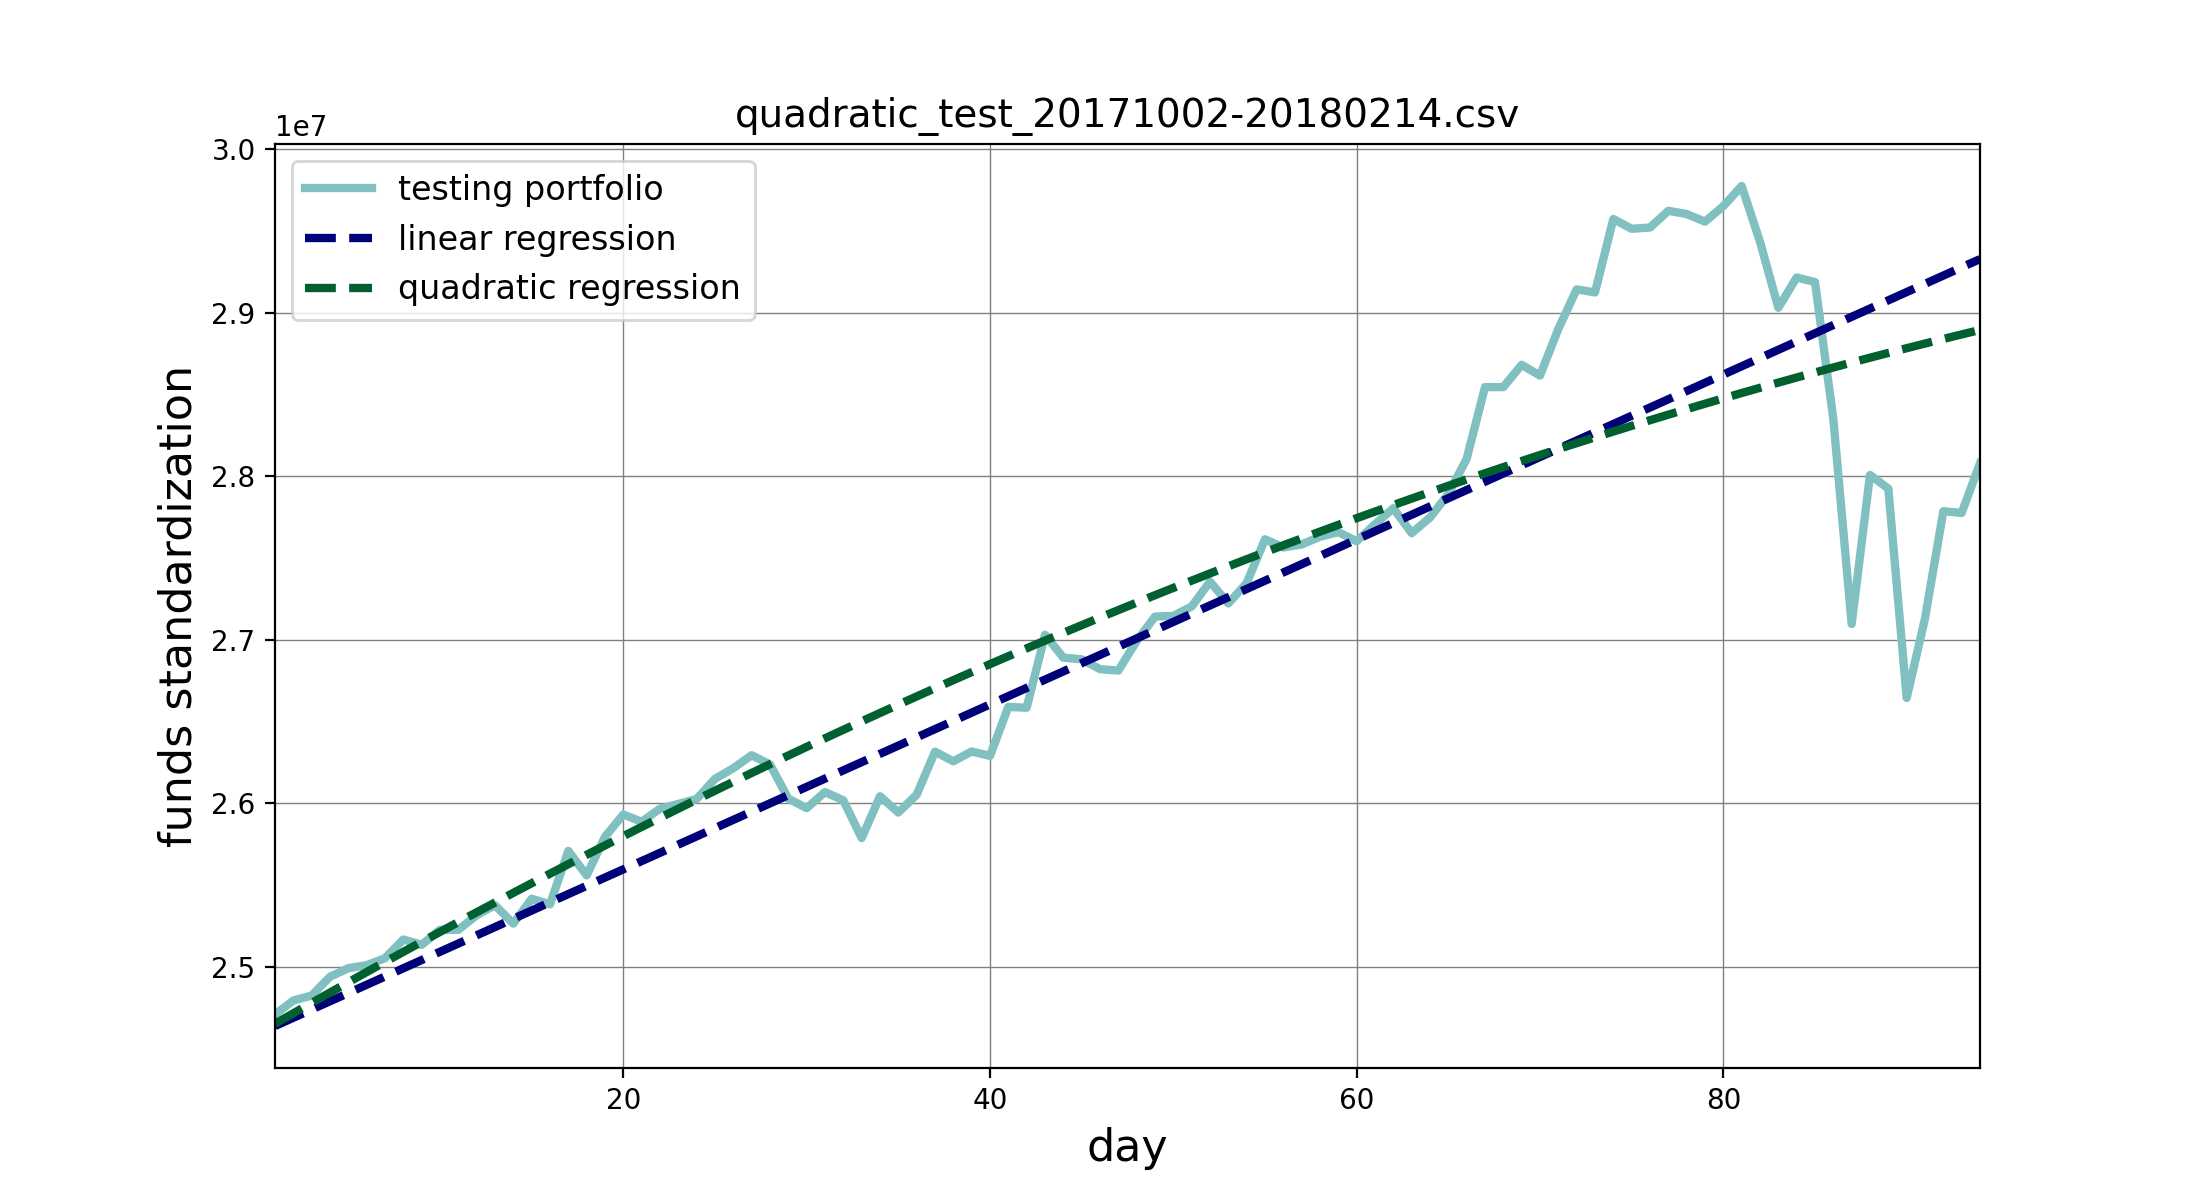 quadratic_test_20171002-20180214.csv
1e7
3.0
2.9
2.8
2.7
2.6
2.5
funds standardization
testing portfolio
linear regression
quadratic regression
20
40
60
80
day